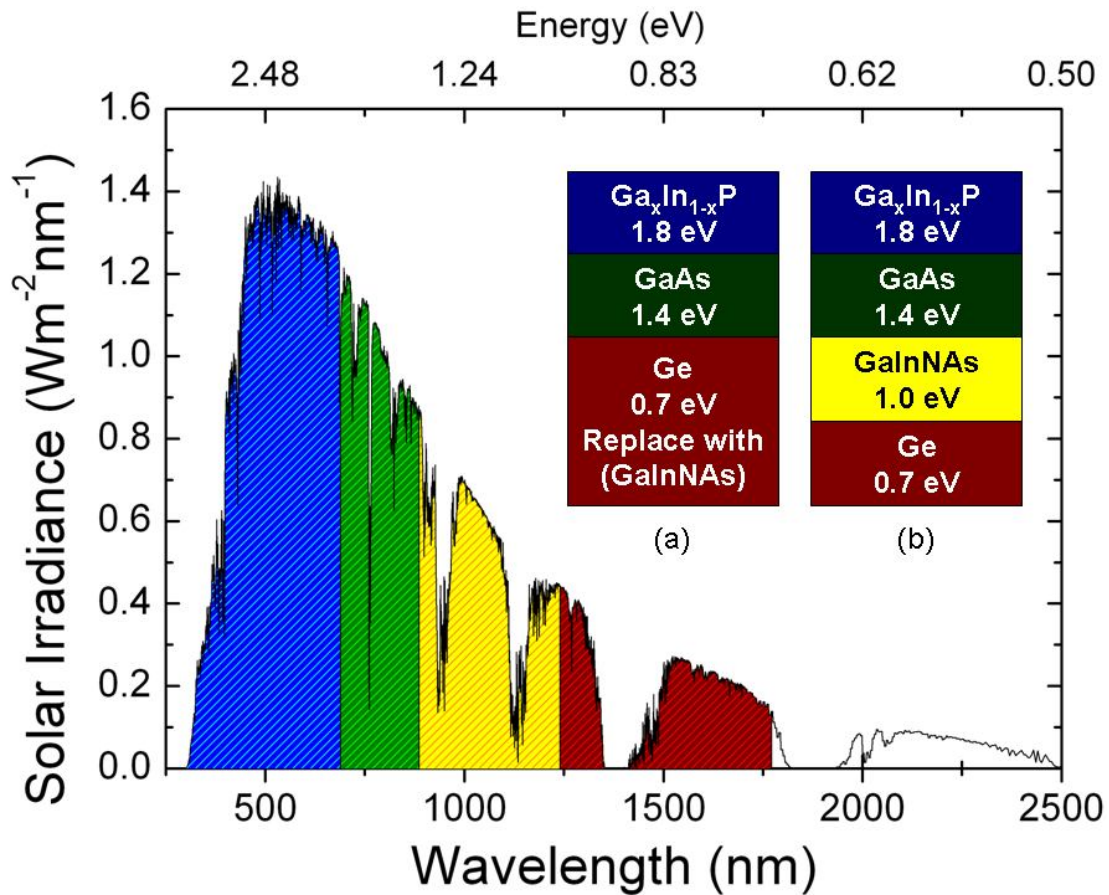 Energy (eV)
2.48 1.24 0.83 0.62 0.50
Solar Irradiance (Wm⁻²nm⁻¹)
1.6
1.4
1.2
1.0
0.8
0.6
0.4
0.2
0.0
GaₓIn₁₋ₓP
1.8 eV
GaAs
1.4 eV
Ge
0.7 eV
Replace with
(GaInNAs)
(a)
GaₓIn₁₋ₓP
1.8 eV
GaAs
1.4 eV
GaInNAs
1.0 eV
Ge
0.7 eV
(b)
500 1000 1500 2000 2500
Wavelength (nm)